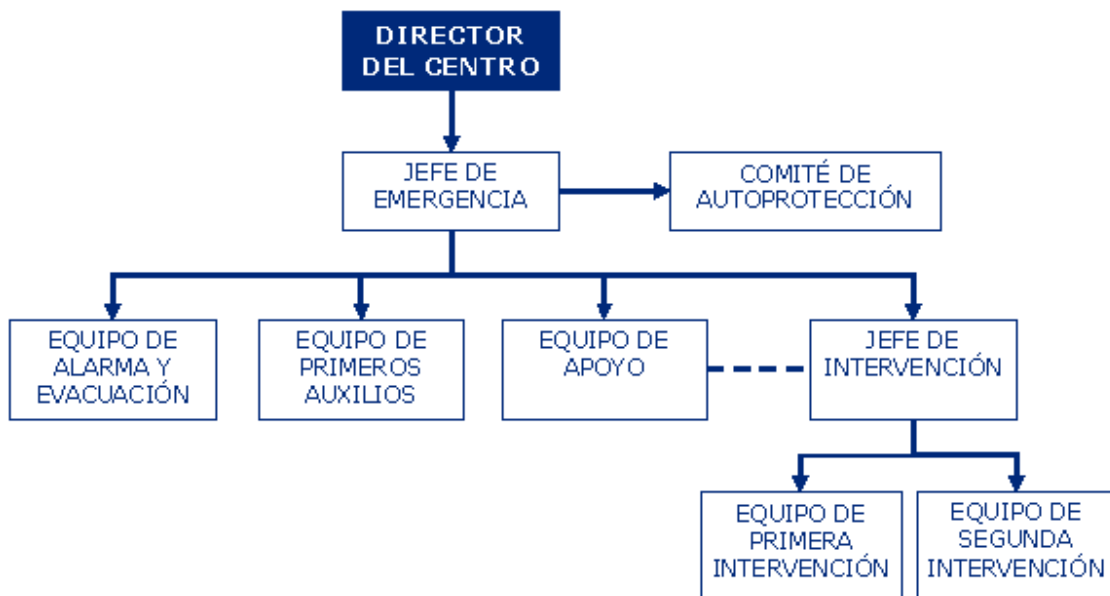 DIRECTOR
DEL CENTRO
JEFE DE
EMERGENCIA
COMITÉ DE
AUTOPROTECCIÓN
EQUIPO DE
ALARMA Y
EVACUACIÓN
EQUIPO DE
PRIMEROS
AUXILIOS
EQUIPO DE
APOYO
JEFE DE
INTERVENCIÓN
EQUIPO DE
PRIMERA
INTERVENCIÓN
EQUIPO DE
SEGUNDA
INTERVENCIÓN